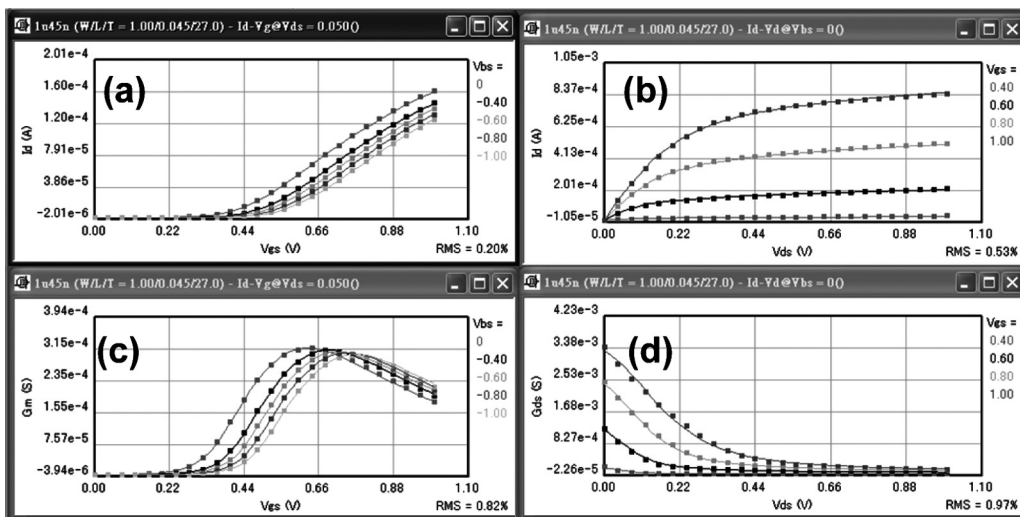 1u45n (W/L/T = 1.00/0.045/27.0) - Id-Vg@Vds = 0.050()
(a)
Id (A)
2.01e-4
1.60e-4
1.20e-4
7.91e-5
3.86e-5
-2.01e-6
0.00 0.22 0.44 0.66 0.88 1.10
Vgs (V)
RMS = 0.20%
Vbs =
0
-0.40
-0.60
-0.80
-1.00
1u45n (W/L/T = 1.00/0.045/27.0) - Id-Vd@Vbs = 0()
(b)
Id (A)
1.05e-3
8.37e-4
6.25e-4
4.13e-4
2.01e-4
-1.05e-5
0.00 0.22 0.44 0.66 0.88 1.10
Vds (V)
RMS = 0.53%
Vgs =
0.40
0.60
0.80
1.00
1u45n (W/L/T = 1.00/0.045/27.0) - Id-Vg@Vds = 0.050()
(c)
Gm (S)
3.94e-4
3.15e-4
2.35e-4
1.55e-4
7.57e-5
-3.94e-6
0.00 0.22 0.44 0.66 0.88 1.10
Vgs (V)
RMS = 0.82%
Vbs =
0
-0.40
-0.60
-0.80
-1.00
1u45n (W/L/T = 1.00/0.045/27.0) - Id-Vd@Vbs = 0()
(d)
Gds (S)
4.23e-3
3.38e-3
2.53e-3
1.68e-3
8.27e-4
-2.26e-5
0.00 0.22 0.44 0.66 0.88 1.10
Vds (V)
RMS = 0.97%
Vgs =
0.40
0.60
0.80
1.00